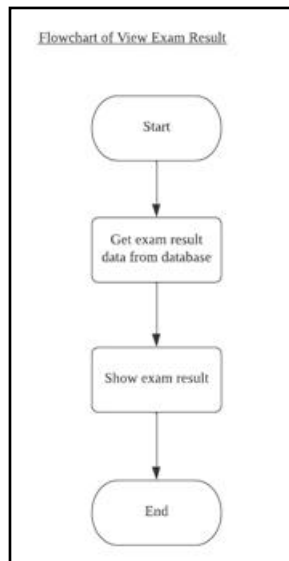 Flowchart of View Exam Result
Start
Get exam result
data from database
Show exam result
End